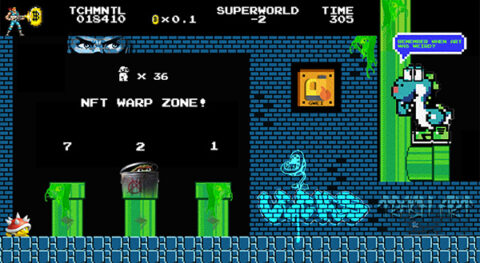 TCHMNTL
018410
×0.1
SUPERWORLD
-2
TIME
305
REMEMBER WHEN ART
WAS WEIRD?
× 36
NFT WARP ZONE!
7 2 1